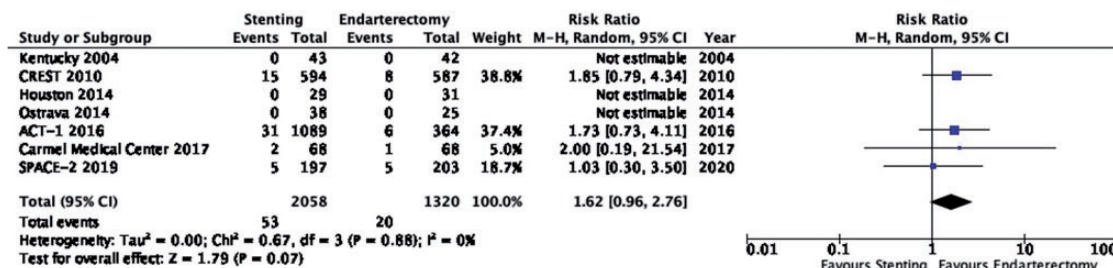 Stenting Endarterectomy Risk Ratio Risk Ratio
Study or Subgroup Events Total Events Total Weight M-H, Random, 95% CI Year M-H, Random, 95% CI
Kentucky 2004 0 43 0 42 Not estimable 2004
CREST 2010 15 594 8 587 38.8% 1.85 [0.79, 4.34] 2010
Houston 2014 0 29 0 31 Not estimable 2014
Ostrava 2014 0 38 0 25 Not estimable 2014
ACT-1 2016 31 1089 6 364 37.4% 1.73 [0.73, 4.11] 2016
Carmel Medical Center 2017 2 68 1 68 5.0% 2.00 [0.19, 21.54] 2017
SPACE-2 2019 5 197 5 203 18.7% 1.03 [0.30, 3.50] 2020
Total (95% CI) 2058 1320 100.0% 1.62 [0.96, 2.76]
Total events 53 20
Heterogeneity: Tau² = 0.00; Chi² = 0.67, df = 3 (P = 0.88); I² = 0%
Test for overall effect: Z = 1.79 (P = 0.07)
0.01 0.1 1 10 100
Favours Stenting Favours Endarterectomy